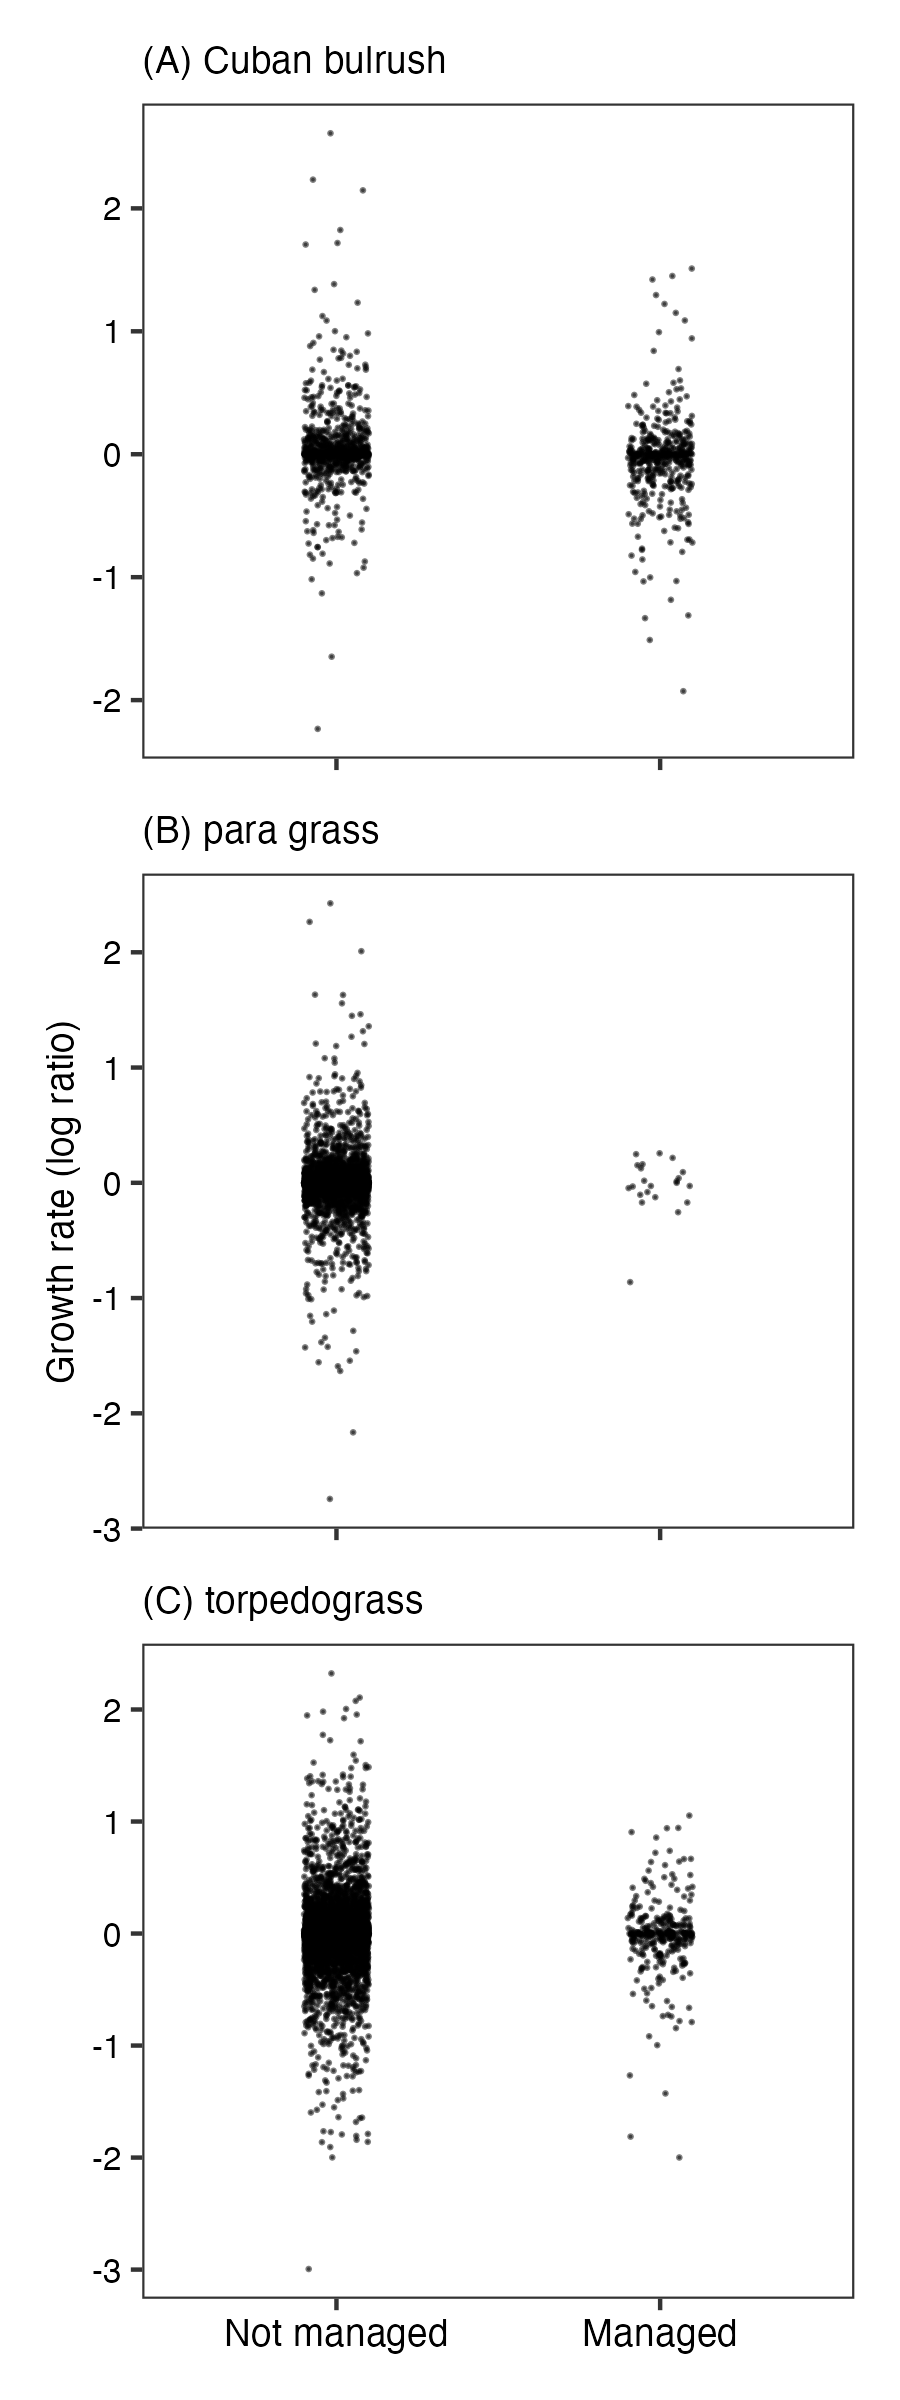 (A) Cuban bulrush
2
1
0
-1
-2
(B) para grass
Growth rate (log ratio)
2
1
0
-1
-2
-3
(C) torpedograss
2
1
0
-1
-2
-3
Not managed
Managed